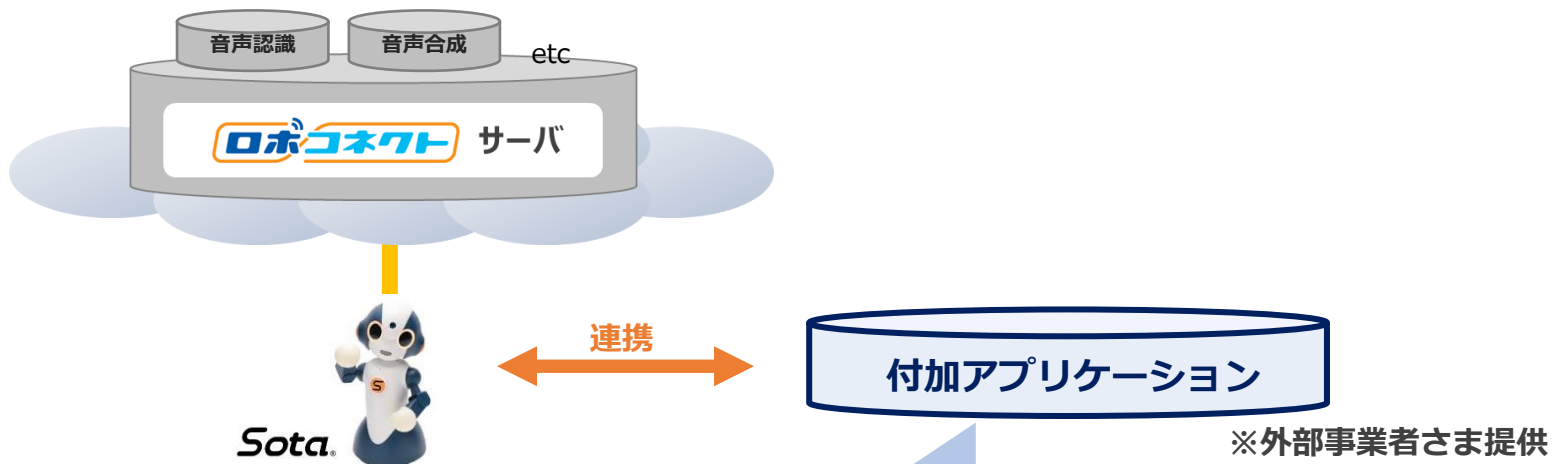 音声認識
音声合成
etc
ロボコネクト サーバ
連携
付加アプリケーション
S
Sota®
※外部事業者さま提供